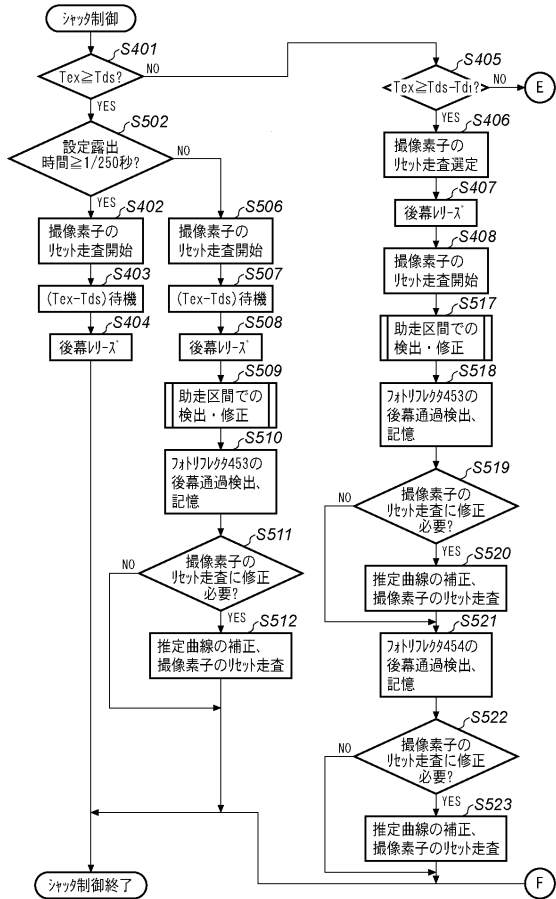 シャッタ制御
S401
Tex≧Tds?
NO
YES
S502
設定露出
時間≧1/250秒?
NO
YES
S402
撮像素子の
リセット走査開始
S403
(Tex-Tds)待機
S404
後幕レリーズ
S506
撮像素子の
リセット走査開始
S507
(Tex-Tds)待機
S508
後幕レリーズ
S509
助走区間での
検出・修正
S510
フォトリフレクタ453の
後幕通過検出、
記憶
S511
NO
撮像素子の
リセット走査に修正
必要?
YES
S512
推定曲線の補正、
撮像素子のリセット走査
シャッタ制御終了
S405
Tex≧Tds-Td1?
NO
E
YES
S406
撮像素子の
リセット走査選定
S407
後幕レリーズ
S408
撮像素子の
リセット走査開始
S517
助走区間での
検出・修正
S518
フォトリフレクタ453の
後幕通過検出、
記憶
S519
NO
撮像素子の
リセット走査に修正
必要?
YES
S520
推定曲線の補正、
撮像素子のリセット走査
S521
フォトリフレクタ454の
後幕通過検出、
記憶
S522
NO
撮像素子の
リセット走査に修正
必要?
YES
S523
推定曲線の補正、
撮像素子のリセット走査
F